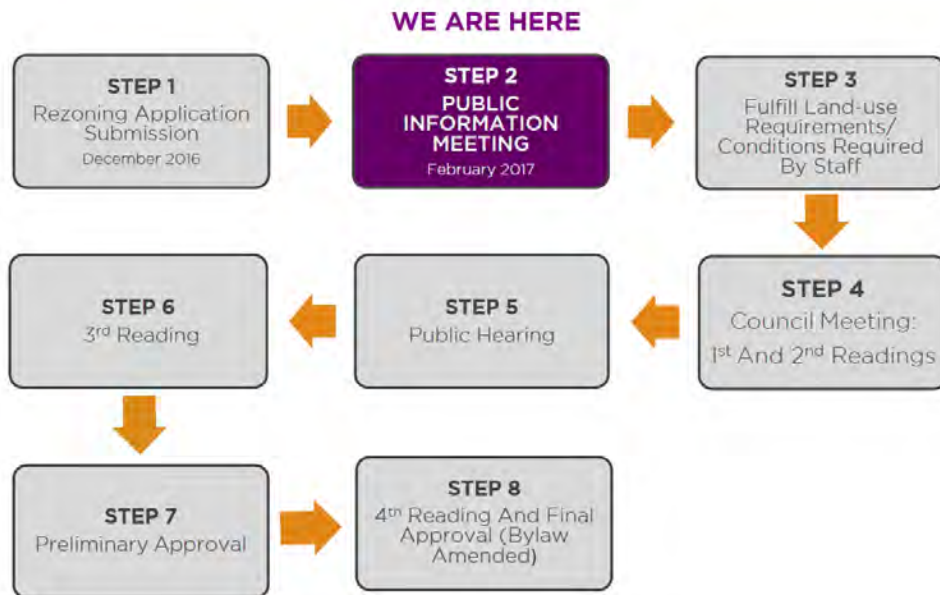 WE ARE HERE
STEP 1
Rezoning Application
Submission
December 2016
STEP 2
PUBLIC
INFORMATION
MEETING
February 2017
STEP 3
Fulfill Land-use
Requirements/
Conditions Required
By Staff
STEP 4
Council Meeting:
1st And 2nd Readings
STEP 5
Public Hearing
STEP 6
3rd Reading
STEP 7
Preliminary Approval
STEP 8
4th Reading And Final
Approval (Bylaw
Amended)